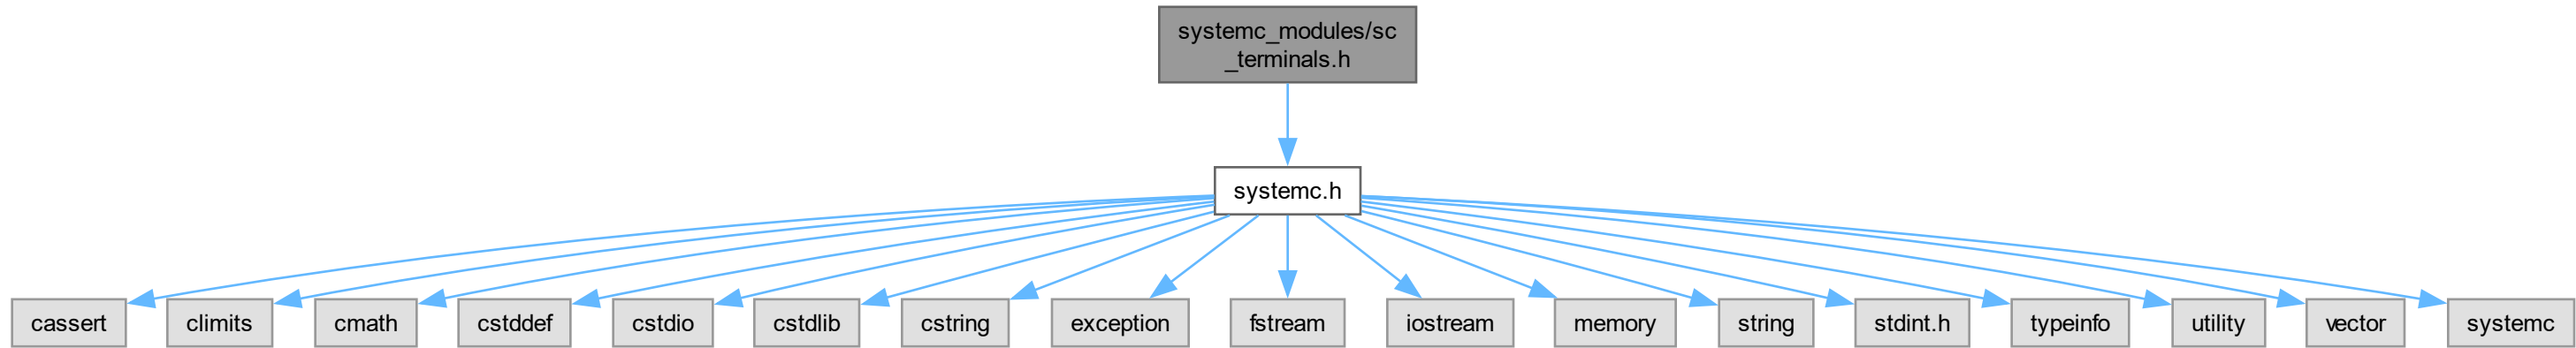 systemc_modules/sc
_terminals.h
systemc.h
cassert
climits
cmath
cstddef
cstdio
cstdlib
cstring
exception
fstream
iostream
memory
string
stdint.h
typeinfo
utility
vector
systemc